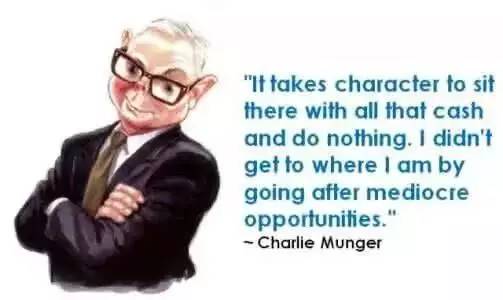 "It takes character to sit
there with all that cash
and do nothing. I didn't
get to where I am by
going after mediocre
opportunities."
~ Charlie Munger